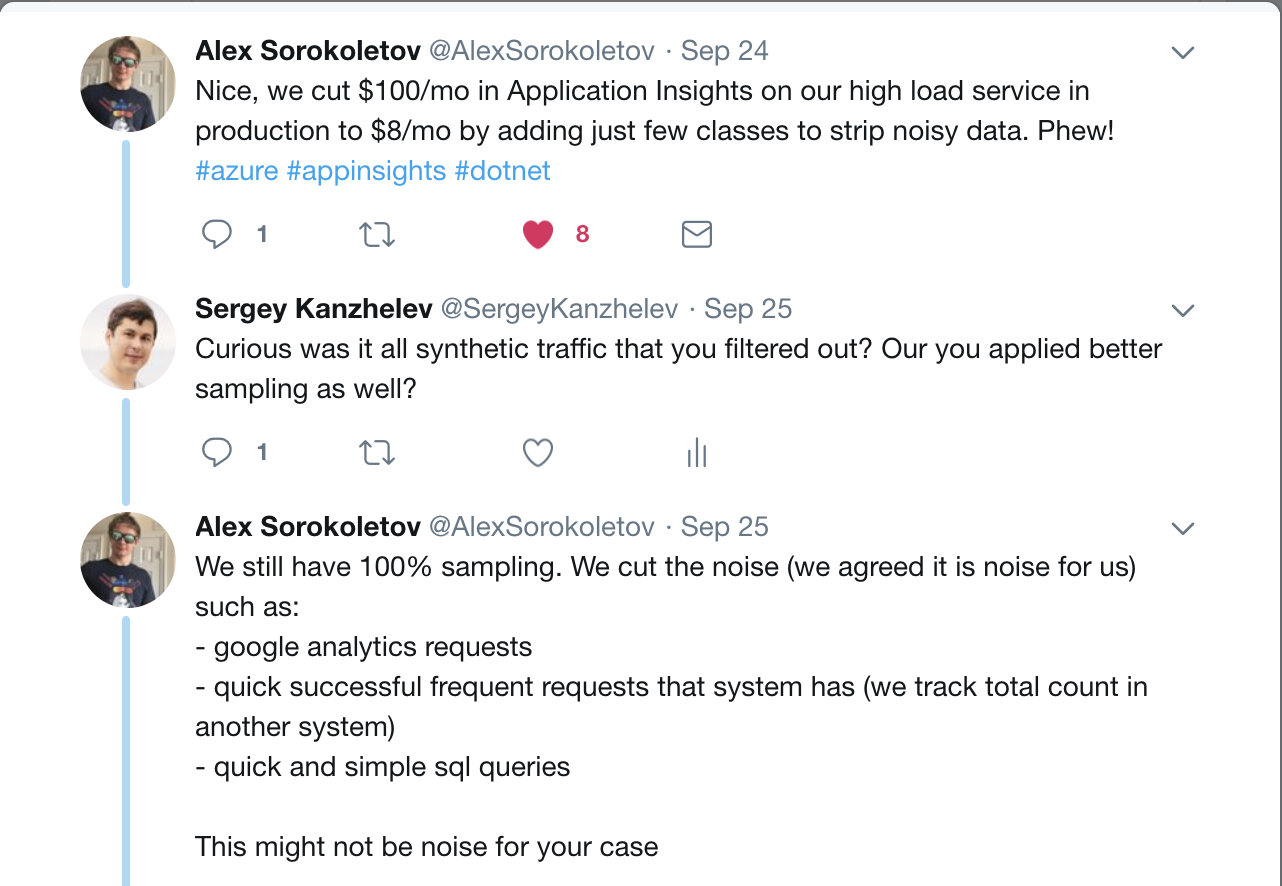 Alex Sorokoletov @AlexSorokoletov · Sep 24
Nice, we cut $100/mo in Application Insights on our high load service in
production to $8/mo by adding just few classes to strip noisy data. Phew!
#azure #appinsights #dotnet
1 8
Sergey Kanzhelev @SergeyKanzhelev · Sep 25
Curious was it all synthetic traffic that you filtered out? Our you applied better
sampling as well?
1
Alex Sorokoletov @AlexSorokoletov · Sep 25
We still have 100% sampling. We cut the noise (we agreed it is noise for us)
such as:
- google analytics requests
- quick successful frequent requests that system has (we track total count in
another system)
- quick and simple sql queries
This might not be noise for your case